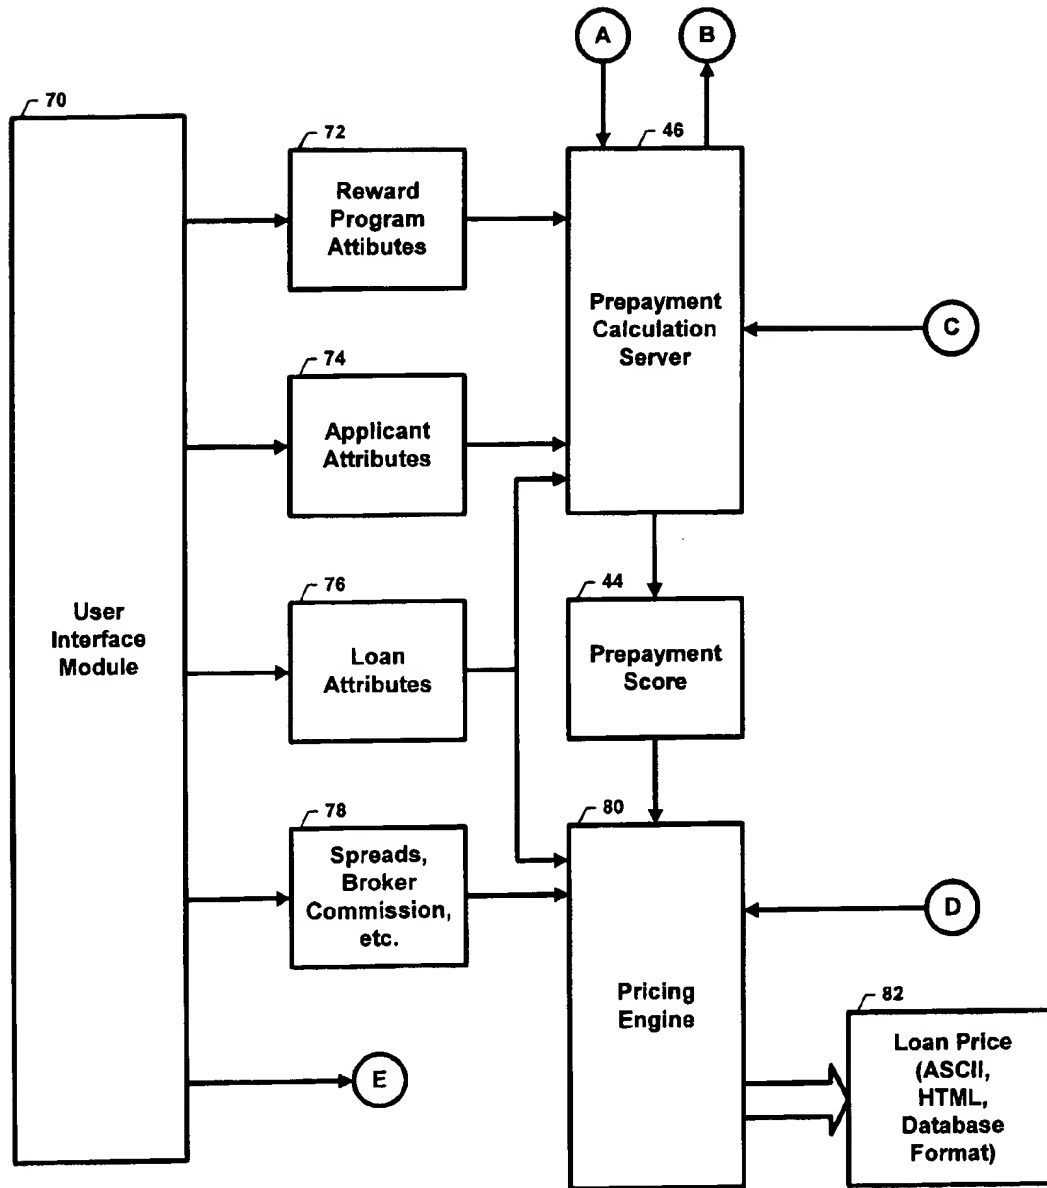 A
B
70
72
46
Reward
Program
Attibutes
Prepayment
Calculation
Server
C
74
Applicant
Attributes
76
44
User
Interface
Module
Loan
Attributes
Prepayment
Score
78
80
Spreads,
Broker
Commission,
etc.
D
Pricing
Engine
82
Loan Price
(ASCII,
HTML,
Database
Format)
E